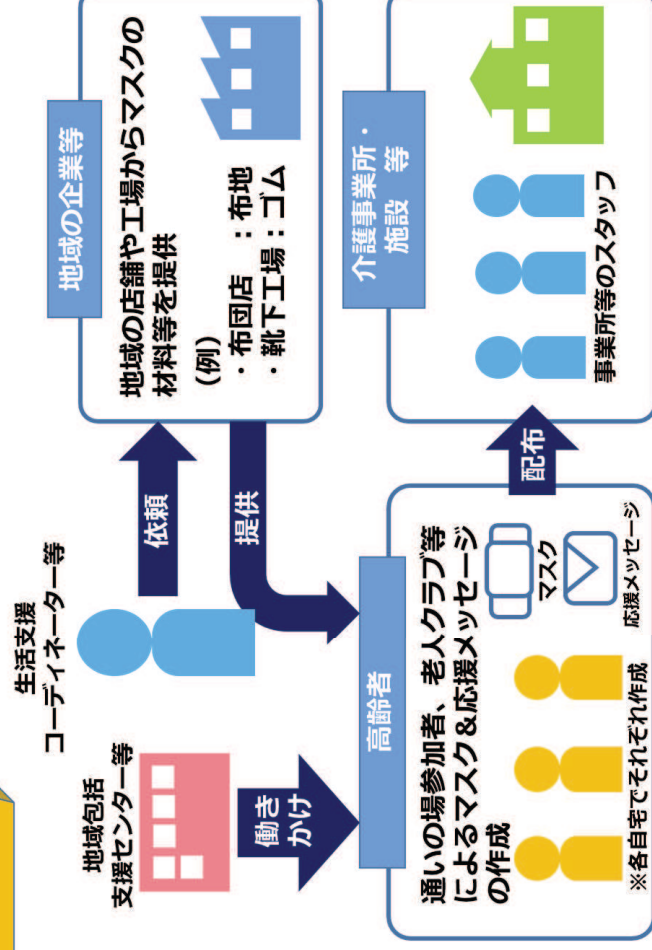 生活支援
コーディネーター等
地域包括
支援センター等
依頼
提供
働き
かけ
地域の企業等
地域の店舗や工場からマスクの
材料等を提供
（例）
・布団店　：布地
・靴下工場：ゴム
高齢者
通いの場参加者、老人クラブ等
によるマスク＆応援メッセージ
の作成
マスク
応援メッセージ
※各自宅でそれぞれ作成
配布
介護事業所・
施設　等
事業所等のスタッフ